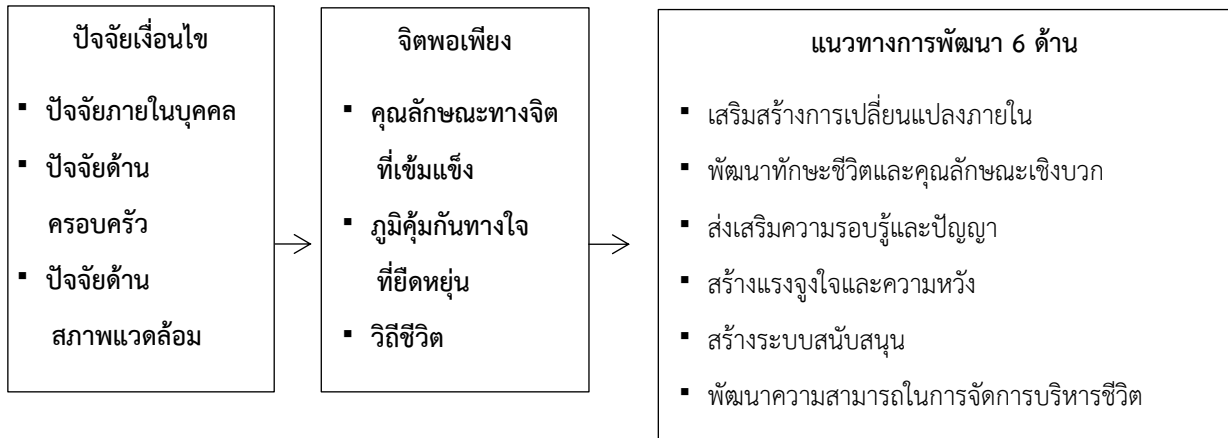 ปัจจัยเงื่อนไข
▪ ปัจจัยภายในบุคคล
▪ ปัจจัยด้าน
ครอบครัว
▪ ปัจจัยด้าน
สภาพแวดล้อม
จิตพอเพียง
▪ คุณลักษณะทางจิต
ที่เข้มแข็ง
▪ ภูมิคุ้มกันทางใจ
ที่ยืดหยุ่น
▪ วิถีชีวิต
แนวทางการพัฒนา 6 ด้าน
▪ เสริมสร้างการเปลี่ยนแปลงภายใน
▪ พัฒนาทักษะชีวิตและคุณลักษณะเชิงบวก
▪ ส่งเสริมความรอบรู้และปัญญา
▪ สร้างแรงจูงใจและความหวัง
▪ สร้างระบบสนับสนุน
▪ พัฒนาความสามารถในการจัดการบริหารชีวิต